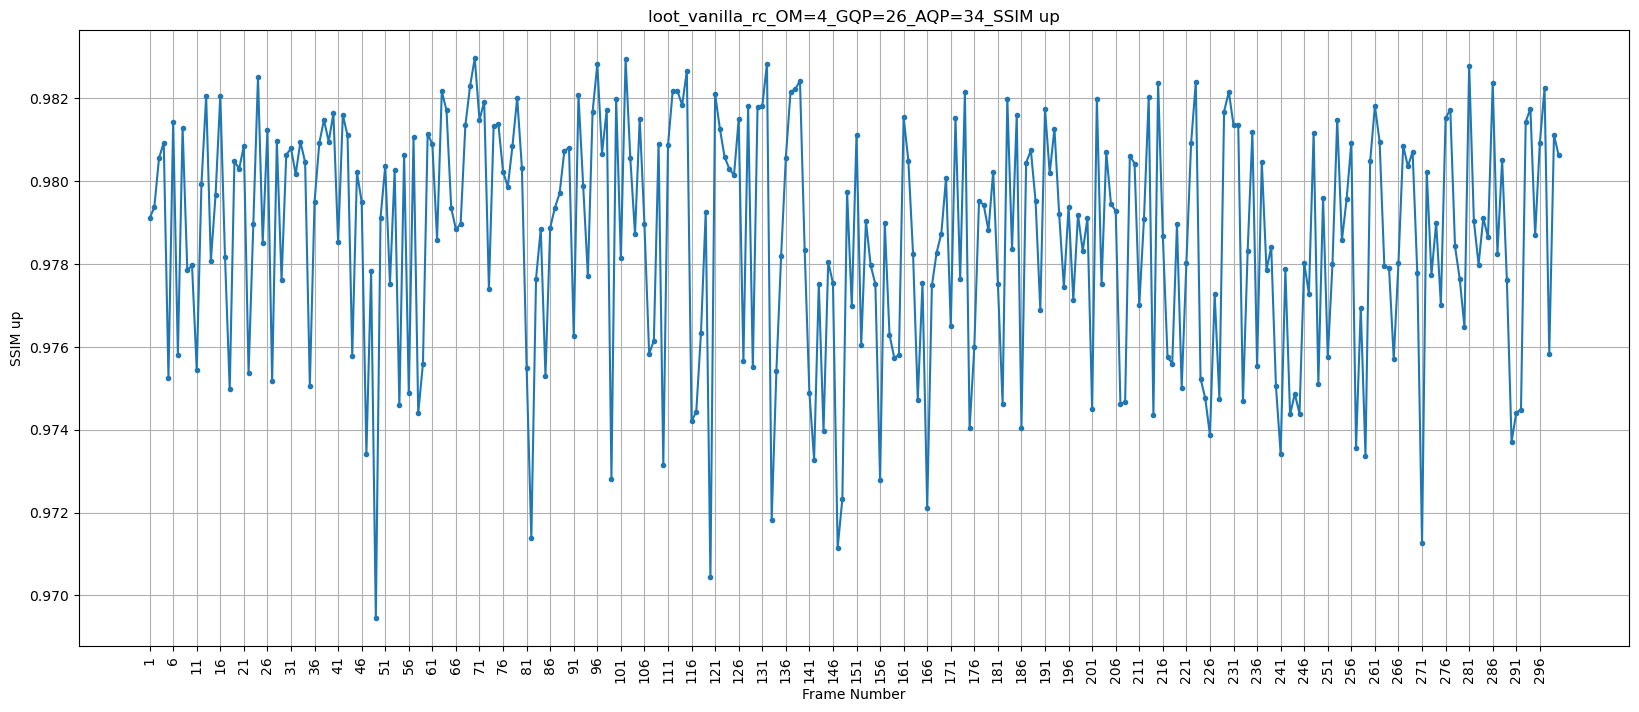 loot_vanilla_rc_OM=4_GQP=26_AQP=34_SSIM up
SSIM up
0.982
0.980
0.978
0.976
0.974
0.972
0.970
1 6 11 16 21 26 31 36 41 46 51 56 61 66 71 76 81 86 91 96 101 106 111 116 121 126 131 136 141 146 151 156 161 166 171 176 181 186 191 196 201 206 211 216 221 226 231 236 241 246 251 256 261 266 271 276 281 286 291 296
Frame Number